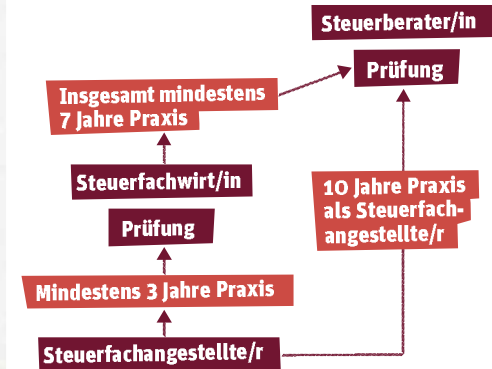 Steuerberater/in
Prüfung
Insgesamt mindestens
7 Jahre Praxis
Steuerfachwirt/in
10 Jahre Praxis
als Steuerfach-
angestellte/r
Prüfung
Mindestens 3 Jahre Praxis
Steuerfachangestellte/r